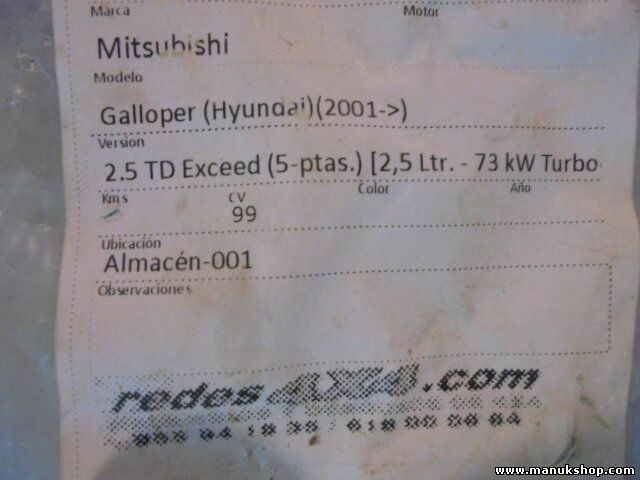 Marca Motor
Mitsubishi
Modelo
Galloper (Hyundai)(2001->)
Version
2.5 TD Exceed (5-ptas.) [2,5 Ltr. - 73 kW Turbo
Kms CV Color Año
99
Ubicación
Almacén-001
Observaciones
.com
www.manukshop.com